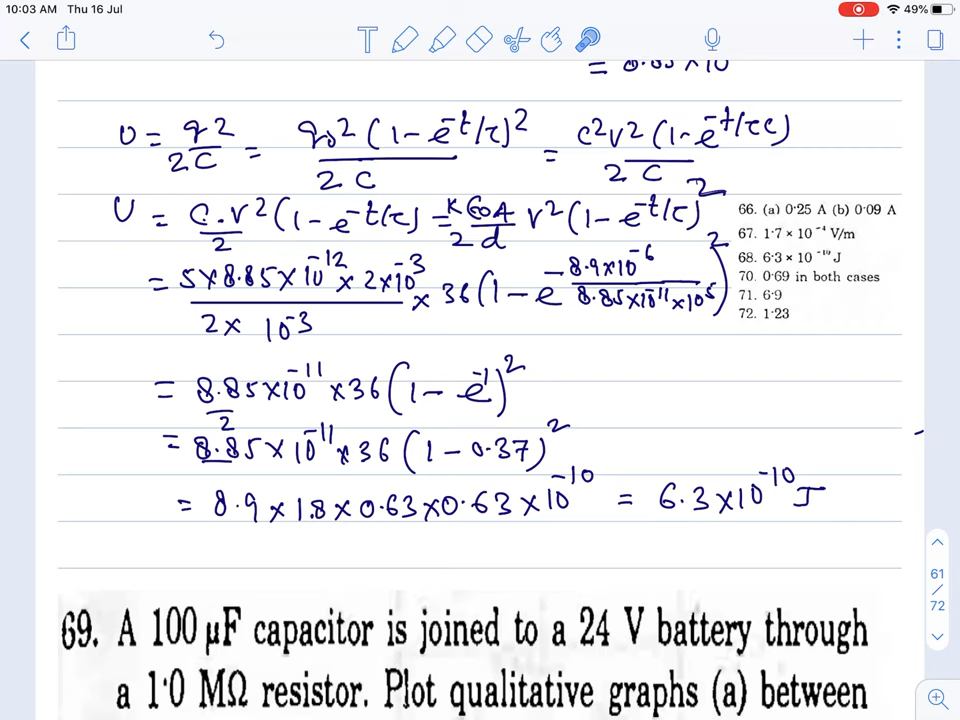 10:03 AM Thu 16 Jul 49%
T
U = q² / 2C = q₀² (1 − e^(−t/τ))² / 2C = C²V² (1 − e^(−t/RC)) / 2C
U = C·V² / 2 (1 − e^(−t/τ)) = K ε₀ A / 2 d V² (1 − e^(−t/τ))²
= 5 × 8.85 × 10^(−12) × 2 × 10^(−3) / 2 × 10^(−3) × 36 (1 − e^(−8.9×10^(−6) / 8.85×10^(−11)×10^5))²
= 8.85 × 10^(−11) / 2 × 36 (1 − e^(−1))²
= 8.85 × 10^(−11) × 36 (1 − 0.37)²
= 8.9 × 1.8 × 0.63 × 0.63 × 10^(−10) = 6.3 × 10^(−10) J
66. (a) 0·25 A (b) 0·09 A
67. 1·7 × 10⁻⁴ V/m
68. 6·3 × 10⁻¹⁰ J
70. 0·69 in both cases
71. 6·9
72. 1·23
61
/
72
69. A 100 μF capacitor is joined to a 24 V battery through
a 1·0 MΩ resistor. Plot qualitative graphs (a) between